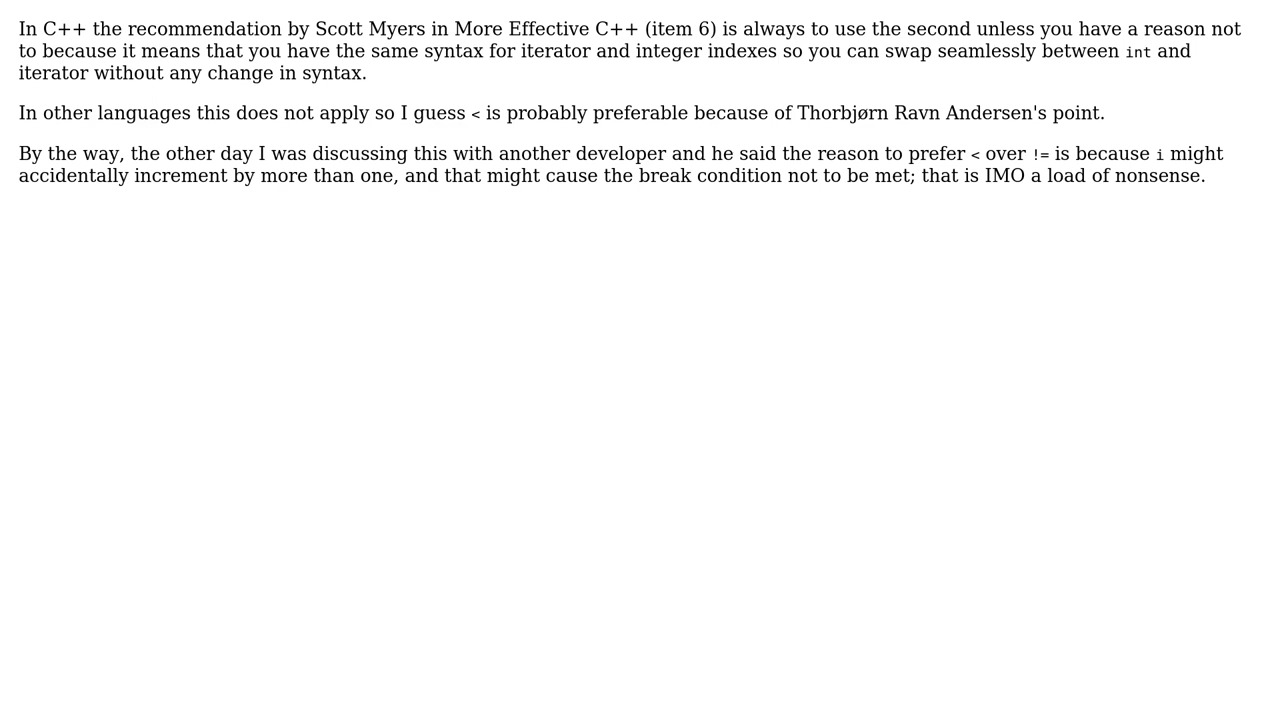 In C++ the recommendation by Scott Myers in More Effective C++ (item 6) is always to use the second unless you have a reason not
to because it means that you have the same syntax for iterator and integer indexes so you can swap seamlessly between int and
iterator without any change in syntax.
In other languages this does not apply so I guess < is probably preferable because of Thorbjørn Ravn Andersen's point.
By the way, the other day I was discussing this with another developer and he said the reason to prefer < over != is because i might
accidentally increment by more than one, and that might cause the break condition not to be met; that is IMO a load of nonsense.